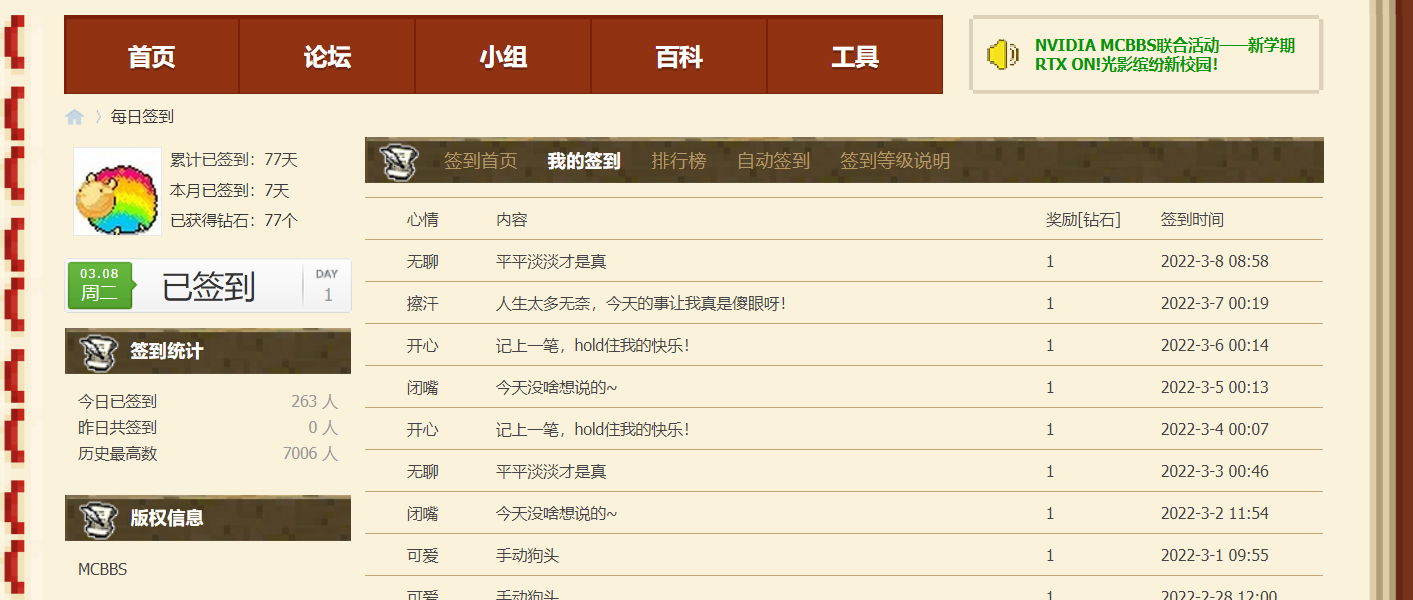 首页 论坛 小组 百科 工具
NVIDIA MCBBS联合活动——新学期
RTX ON!光影缤纷新校园!
每日签到
累计已签到：77天
本月已签到：7天
已获得钻石：77个
03.08
周二
已签到
DAY
1
签到统计
今日已签到 263 人
昨日共签到 0 人
历史最高数 7006 人
版权信息
MCBBS
签到首页 我的签到 排行榜 自动签到 签到等级说明
心情 内容 奖励[钻石] 签到时间
无聊 平平淡淡才是真 1 2022-3-8 08:58
擦汗 人生太多无奈，今天的事让我真是傻眼呀！ 1 2022-3-7 00:19
开心 记上一笔，hold住我的快乐！ 1 2022-3-6 00:14
闭嘴 今天没啥想说的~ 1 2022-3-5 00:13
开心 记上一笔，hold住我的快乐！ 1 2022-3-4 00:07
无聊 平平淡淡才是真 1 2022-3-3 00:46
闭嘴 今天没啥想说的~ 1 2022-3-2 11:54
可爱 手动狗头 1 2022-3-1 09:55
可爱 手动狗头 1 2022-2-28 12:00